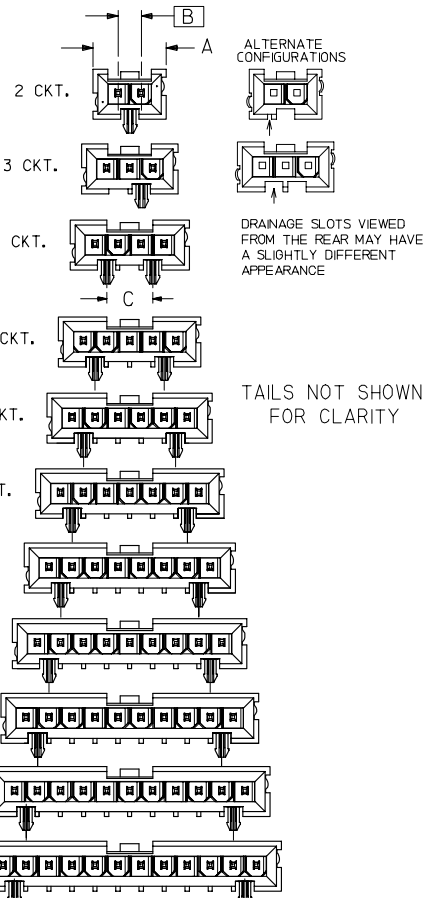 B
A
ALTERNATE
CONFIGURATIONS
2 CKT.
3 CKT.
CKT.
DRAINAGE SLOTS VIEWED
FROM THE REAR MAY HAVE
A SLIGHTLY DIFFERENT
APPEARANCE
C
CKT.
TAILS NOT SHOWN
FOR CLARITY
KT.
T.